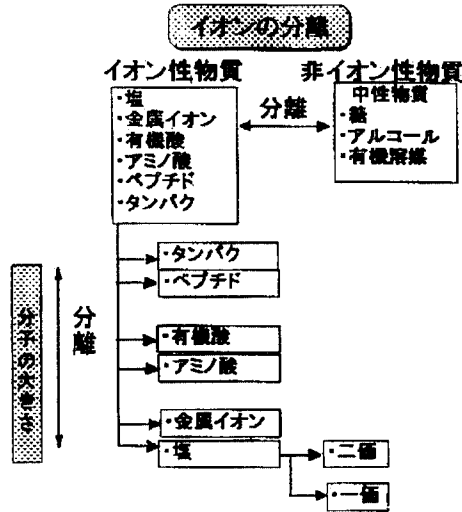 イオンの分離
イオン性物質
非イオン性物質
・塩
・金属イオン
・有機酸
・アミノ酸
・ペプチド
・タンパク
分離
中性物質
・糖
・アルコール
・有機溶媒
分子の大きさ
分離
・タンパク
・ペプチド
・有機酸
・アミノ酸
・金属イオン
・塩
・二価
・一価